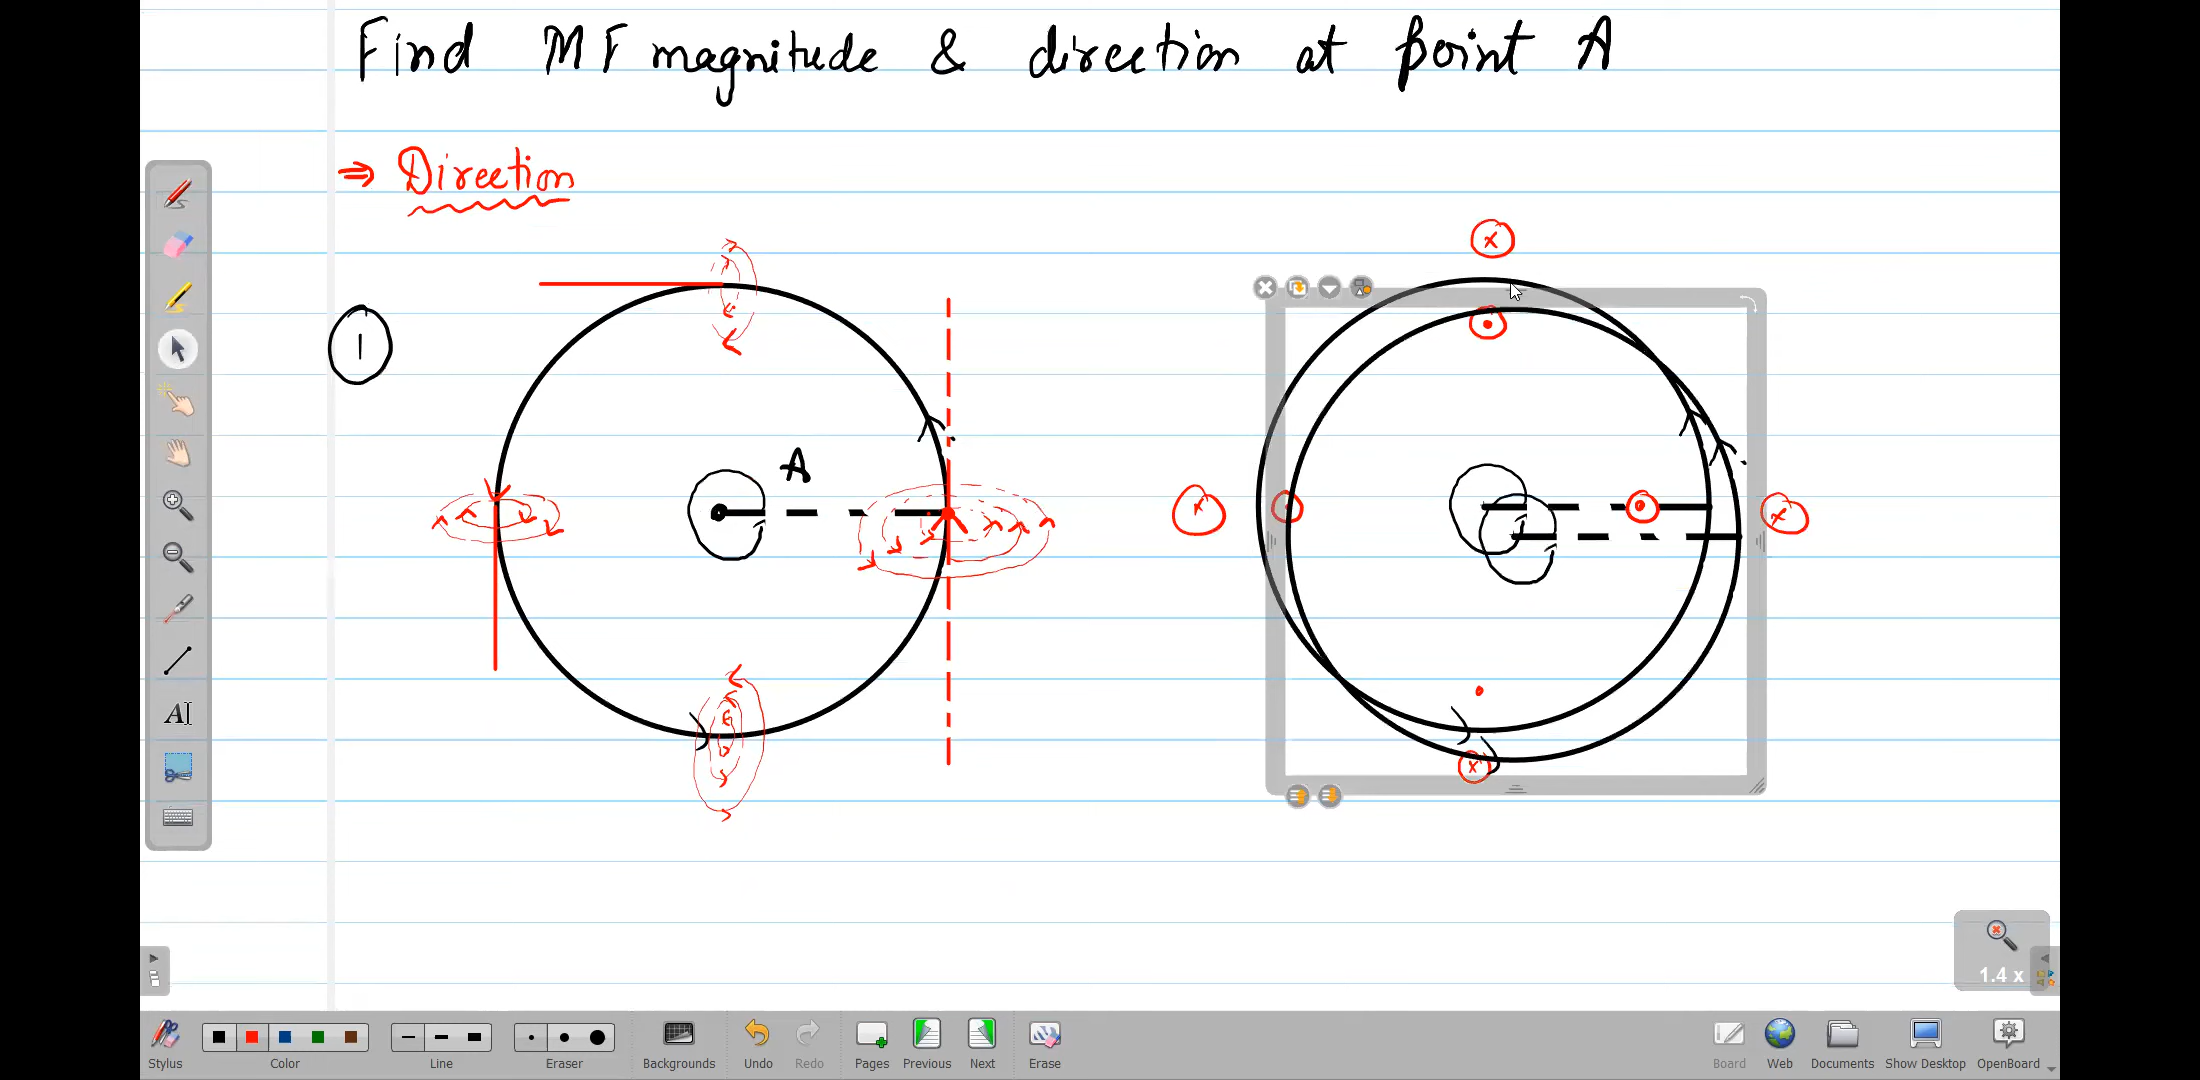 Find MF magnitude & direction at point A
⇒ Direction
1
A
x
x
x
x
1.4 x
Stylus
Color
Line
Eraser
Backgrounds
Undo
Redo
Pages
Previous
Next
Erase
Board
Web
Documents
Show Desktop
OpenBoard